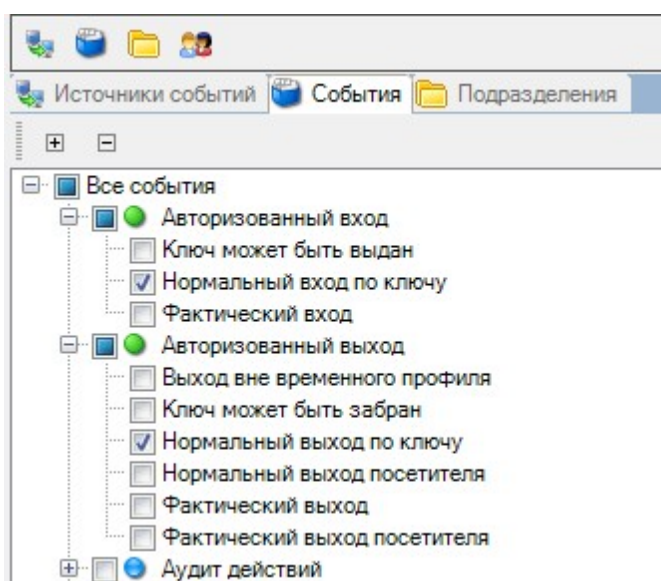 Источники событий События Подразделения
Все события
Авторизованный вход
Ключ может быть выдан
Нормальный вход по ключу
Фактический вход
Авторизованный выход
Выход вне временного профиля
Ключ может быть забран
Нормальный выход по ключу
Нормальный выход посетителя
Фактический выход
Фактический выход посетителя
Аудит действий